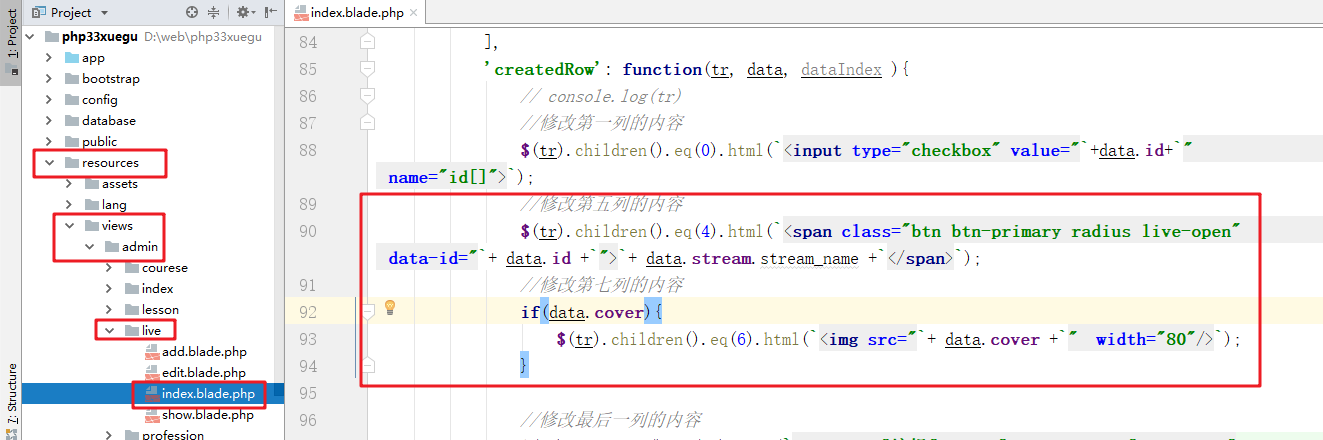 Project
index.blade.php
1: Project
php33xuegu D:\web\php33xuegu
app
bootstrap
config
database
public
resources
assets
lang
views
admin
courese
index
lesson
live
add.blade.php
edit.blade.php
index.blade.php
show.blade.php
profession
7: Structure
84 ],
85 'createdRow': function(tr, data, dataIndex ){
86 // console.log(tr)
87 //修改第一列的内容
88 $(tr).children().eq(0).html(`<input type="checkbox" value="`+data.id+`"
name="id[]">`);
89 //修改第五列的内容
90 $(tr).children().eq(4).html(`<span class="btn btn-primary radius live-open"
data-id="`+ data.id +`">`+ data.stream.stream_name +`</span>`);
91 //修改第七列的内容
92 if(data.cover){
93 $(tr).children().eq(6).html(`<img src="`+ data.cover +`" width="80"/>`);
94 }
95
96 //修改最后一列的内容